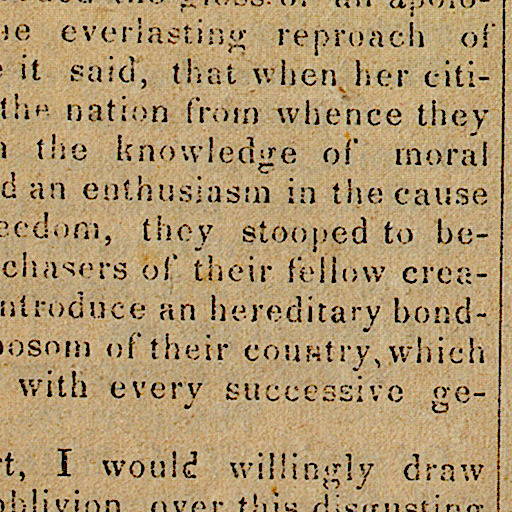 the gloss of an apolo-
everlasting reproach of
it said, that when her citi-
the nation from whence they
the knowledge of moral
an enthusiasm in the cause
eedom, they stooped to be-
chasers of their fellow crea-
ntroduce an hereditary bond-
bosom of their country, which
with every successive ge-
rt, I would willingly draw
oblivion over this disgusting